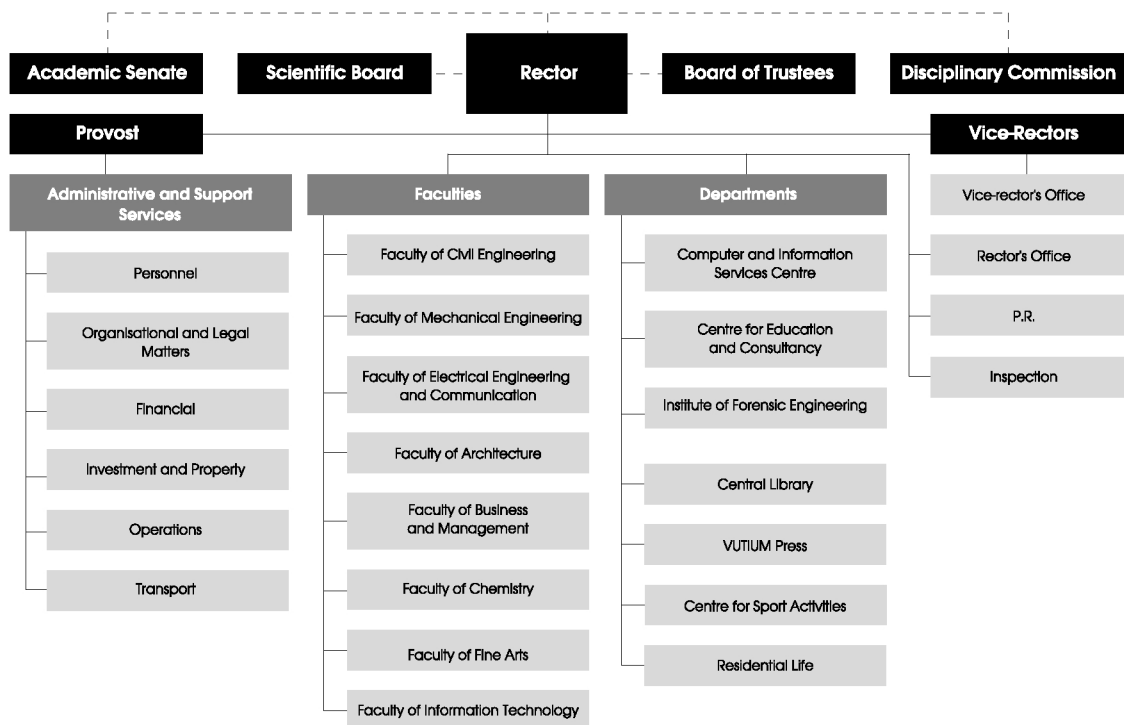 Academic Senate
Scientific Board
Rector
Board of Trustees
Disciplinary Commission
Provost
Vice-Rectors
Administrative and Support
Services
Personnel
Organisational and Legal
Matters
Financial
Investment and Property
Operations
Transport
Faculties
Faculty of Civil Engineering
Faculty of Mechanical Engineering
Faculty of Electrical Engineering
and Communication
Faculty of Architecture
Faculty of Business
and Management
Faculty of Chemistry
Faculty of Fine Arts
Faculty of Information Technology
Departments
Computer and Information
Services Centre
Centre for Education
and Consultancy
Institute of Forensic Engineering
Central Library
VUTIUM Press
Centre for Sport Activities
Residential Life
Vice-rector's Office
Rector's Office
P.R.
Inspection